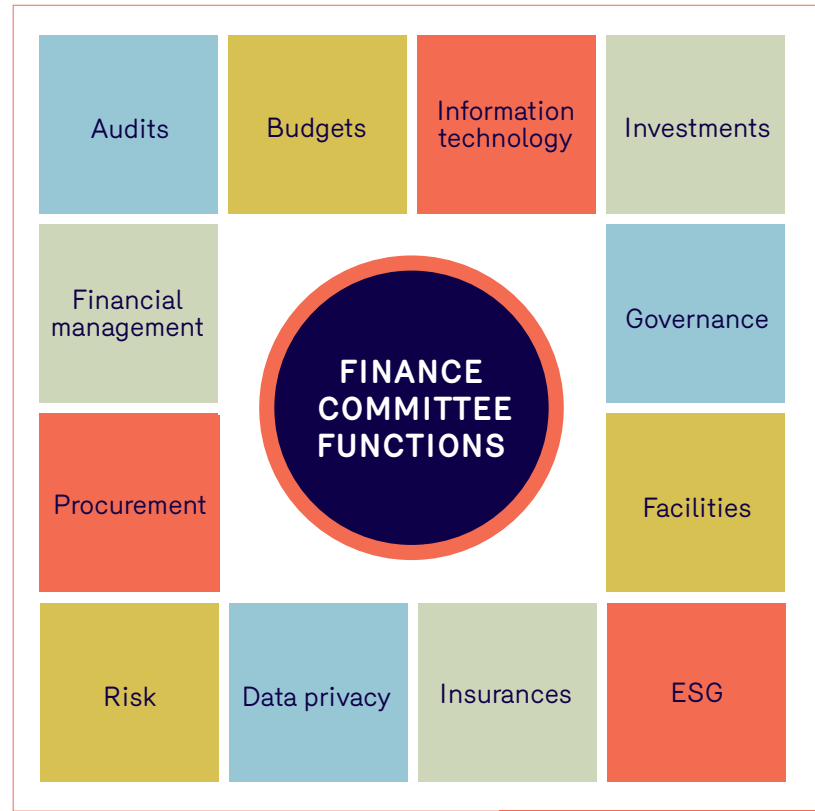 Audits
Budgets
Information
technology
Investments
Financial
management
FINANCE
COMMITTEE
FUNCTIONS
Governance
Procurement
Facilities
Risk
Data privacy
Insurances
ESG